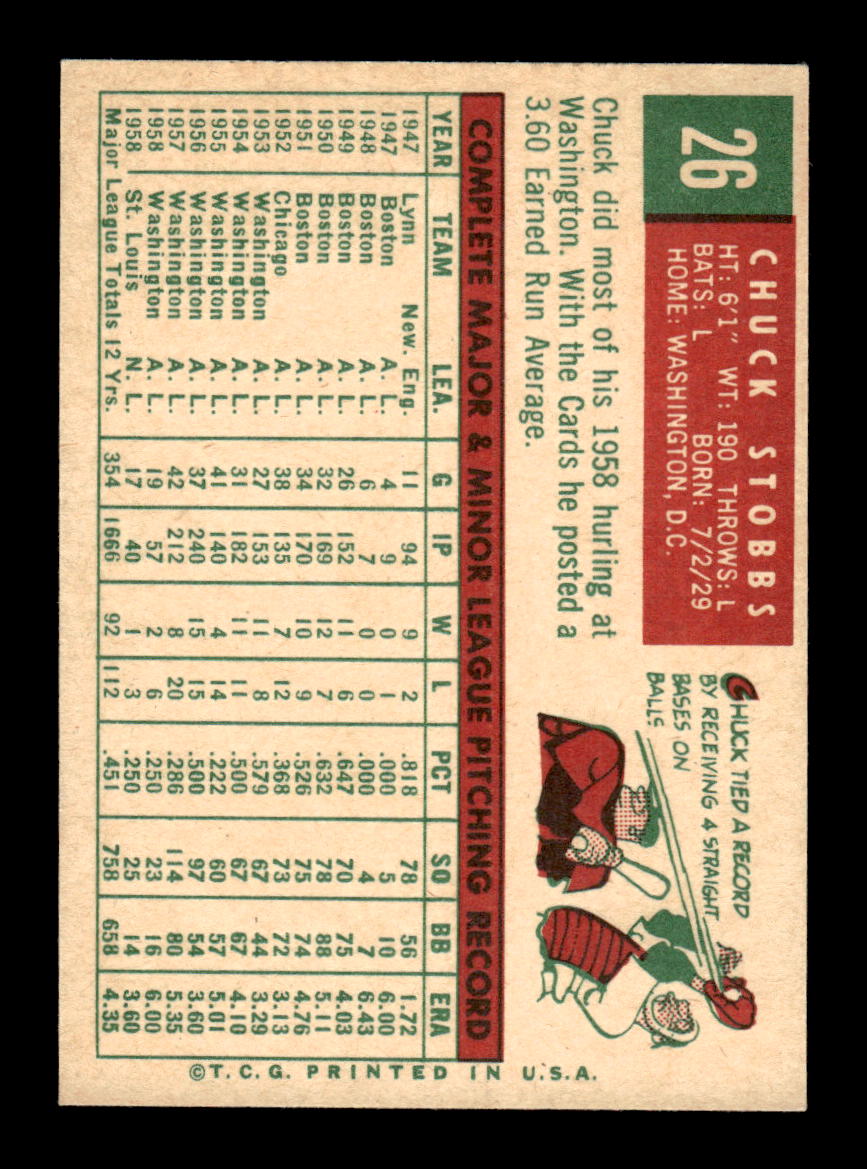 26
CHUCK STOBBS
HT: 6'1" WT: 190 THROWS: L
BATS: L BORN: 7/2/29
HOME: WASHINGTON, D.C.
Chuck did most of his 1958 hurling at
Washington. With the Cards he posted a
3.60 Earned Run Average.
CHUCK TIED A RECORD
BY RECEIVING 4 STRAIGHT
BASES ON
BALLS
COMPLETE MAJOR & MINOR LEAGUE PITCHING RECORD
YEAR TEAM LEA. G IP W L PCT SO BB ERA
1947 Lynn New. Eng. 11 94 9 2 .818 78 56 1.72
1947 Boston A. L. 4 9 0 1 .000 5 10 6.00
1948 Boston A. L. 6 7 0 0 .000 4 7 6.43
1949 Boston A. L. 26 152 11 6 .647 70 75 4.03
1950 Boston A. L. 32 169 12 7 .632 78 88 5.11
1951 Boston A. L. 34 170 10 9 .526 75 74 4.76
1952 Chicago A. L. 38 135 7 12 .368 73 72 3.13
1953 Washington A. L. 27 153 11 8 .579 67 44 3.29
1954 Washington A. L. 31 182 11 11 .500 67 67 4.10
1955 Washington A. L. 41 140 4 14 .222 60 57 5.01
1956 Washington A. L. 37 240 15 15 .500 97 54 3.60
1957 Washington A. L. 42 212 8 20 .286 114 80 5.35
1958 Washington A. L. 19 57 2 6 .250 23 16 6.00
1958 St. Louis N. L. 17 40 1 3 .250 25 14 3.60
Major League Totals 12 Yrs. 354 1666 92 112 .451 758 658 4.35
©T.C.G. PRINTED IN U.S.A.